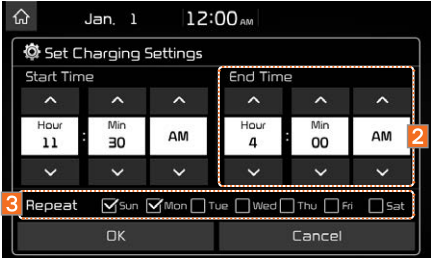 Jan. 1 12:00 AM
Set Charging Settings
Start Time End Time
Hour Min Hour Min
11 : 30 AM 4 : 00 AM 2
3 Repeat Sun Mon Tue Wed Thu Fri Sat
OK Cancel